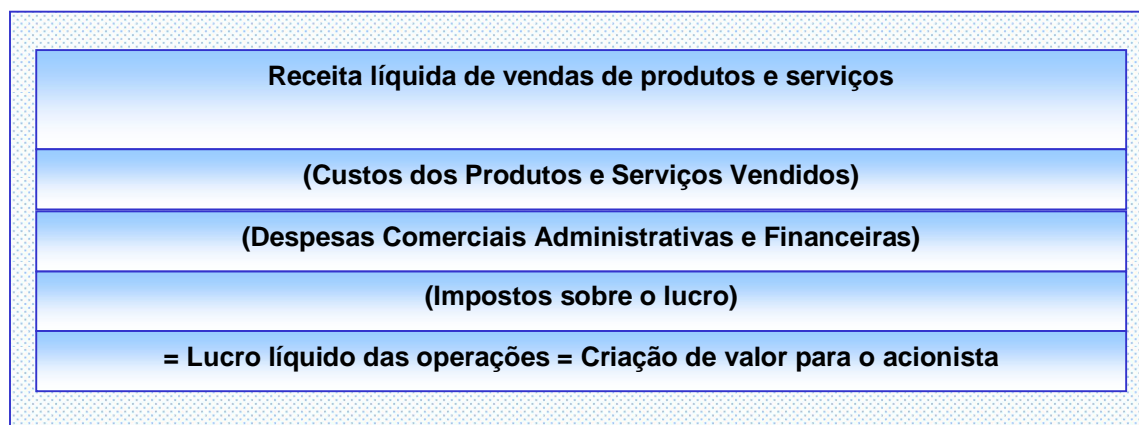 Receita líquida de vendas de produtos e serviços
(Custos dos Produtos e Serviços Vendidos)
(Despesas Comerciais Administrativas e Financeiras)
(Impostos sobre o lucro)
= Lucro líquido das operações = Criação de valor para o acionista